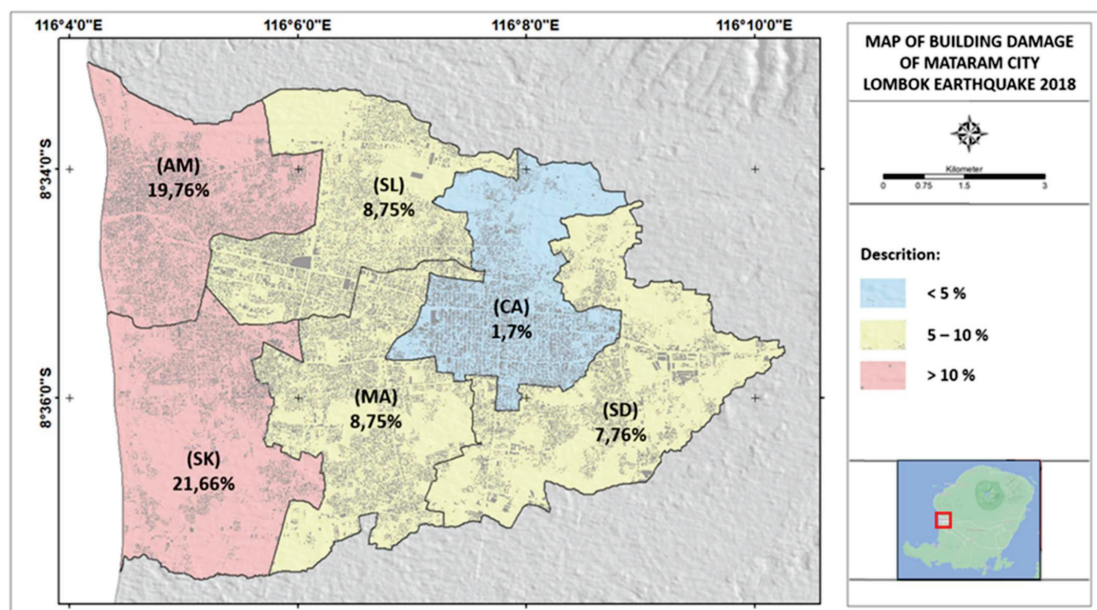 116°4'0"E
116°6'0"E
116°8'0"E
116°10'0"E
8°34'0"S
8°36'0"S
(AM)
19,76%
(SL)
8,75%
(CA)
1,7%
(MA)
8,75%
(SD)
7,76%
(SK)
21,66%
MAP OF BUILDING DAMAGE
OF MATARAM CITY
LOMBOK EARTHQUAKE 2018
Kilometer
0 0.75 1.5 3
Descrition:
< 5 %
5 – 10 %
> 10 %